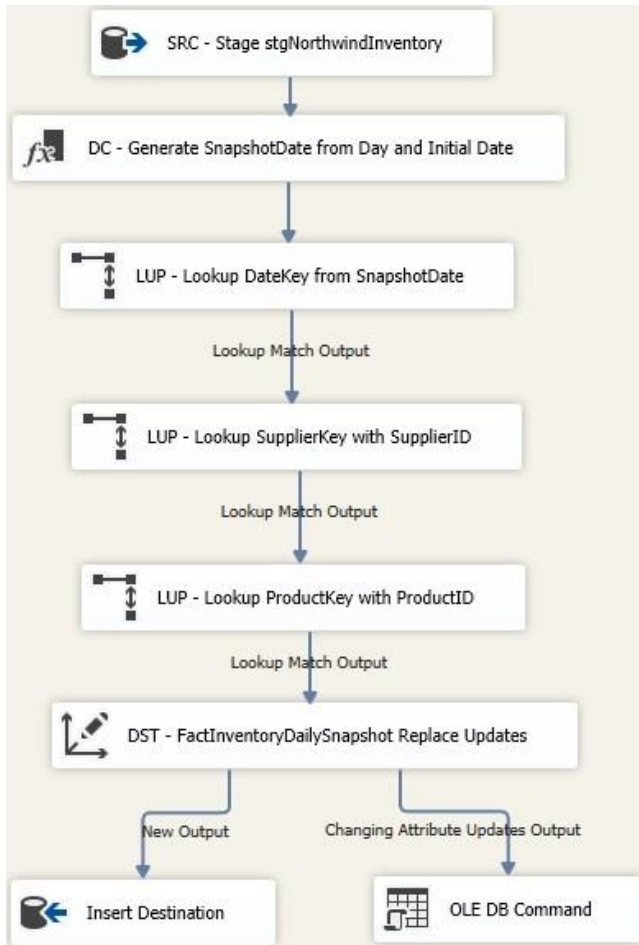 SRC - Stage stgNorthwindInventory
fx
DC - Generate SnapshotDate from Day and Initial Date
LUP - Lookup DateKey from SnapshotDate
Lookup Match Output
LUP - Lookup SupplierKey with SupplierID
Lookup Match Output
LUP - Lookup ProductKey with ProductID
Lookup Match Output
DST - FactInventoryDailySnapshot Replace Updates
New Output
Changing Attribute Updates Output
Insert Destination
OLE DB Command